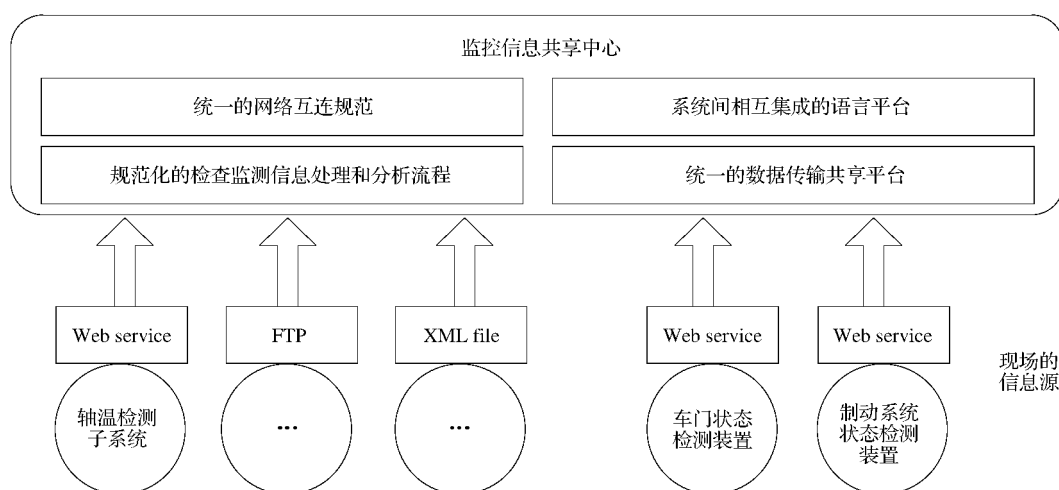 监控信息共享中心
统一的网络互连规范
系统间相互集成的语言平台
规范化的检查监测信息处理和分析流程
统一的数据传输共享平台
Web service
FTP
XML file
Web service
Web service
轴温检测
子系统
...
...
车门状态
检测装置
制动系统
状态检测
装置
现场的
信息源